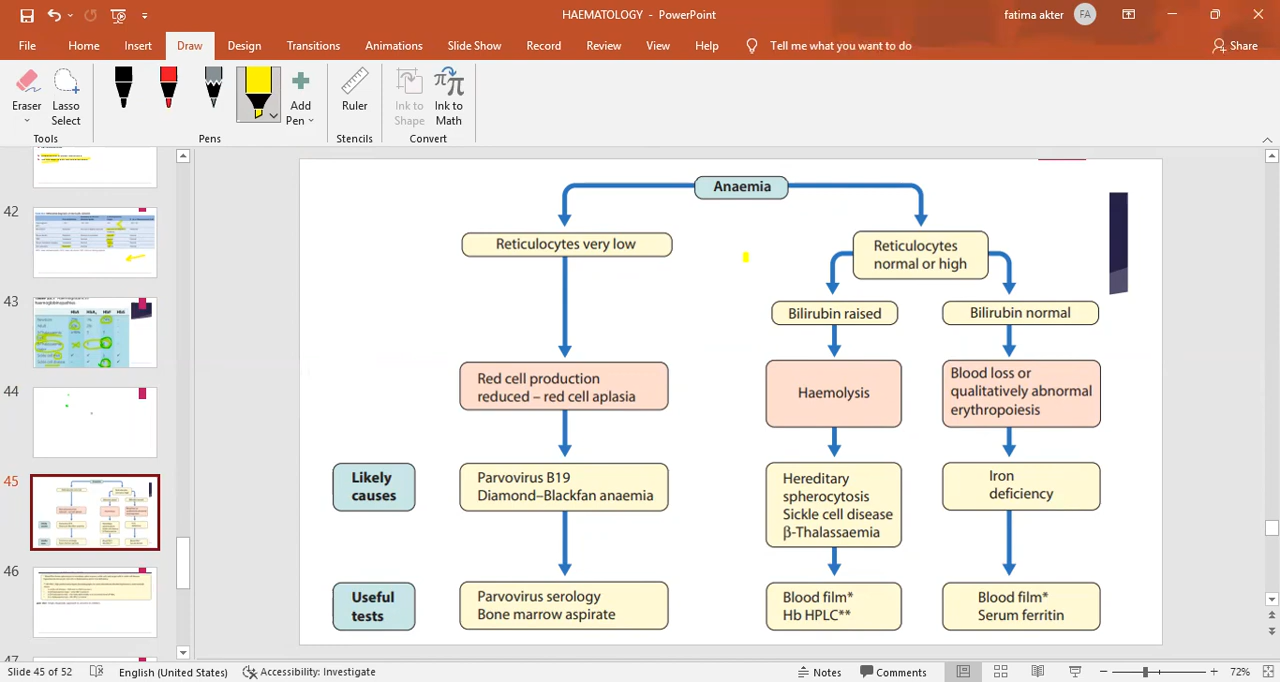 HAEMATOLOGY - PowerPoint
fatima akter
FA
File
Home
Insert
Draw
Design
Transitions
Animations
Slide Show
Record
Review
View
Help
Tell me what you want to do
Share
Eraser
Lasso
Select
Add
Pen
Ruler
Ink to
Shape
Ink to
Math
Tools
Pens
Stencils
Convert
42
43
44
45
46
Anaemia
Reticulocytes very low
Reticulocytes
normal or high
Bilirubin raised
Bilirubin normal
Red cell production
reduced – red cell aplasia
Haemolysis
Blood loss or
qualitatively abnormal
erythropoiesis
Likely
causes
Parvovirus B19
Diamond–Blackfan anaemia
Hereditary
spherocytosis
Sickle cell disease
β-Thalassaemia
Iron
deficiency
Useful
tests
Parvovirus serology
Bone marrow aspirate
Blood film*
Hb HPLC**
Blood film*
Serum ferritin
Slide 45 of 52
English (United States)
Accessibility: Investigate
Notes
Comments
72%